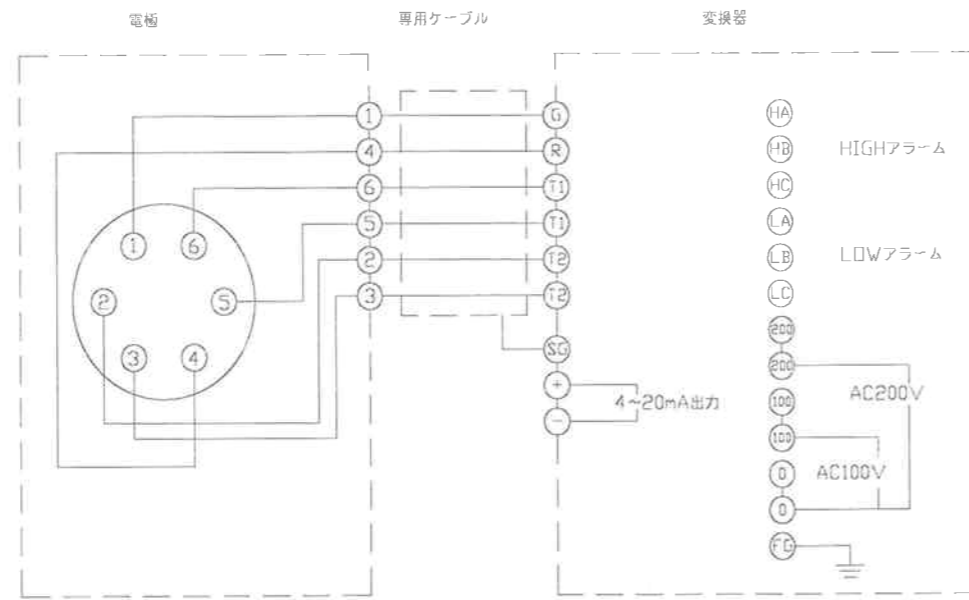 電極 専用ケーブル 変換器
1 G HA
4 R HB HIGHアラーム
6 T1 HC
5 T1 LA
1 6
2 T2 LB LOWアラーム
2 5
3 T2 LC
200
3 4
SG
200
+ AC200V
4~20mA出力 100
-
100
0 AC100V
0
FG